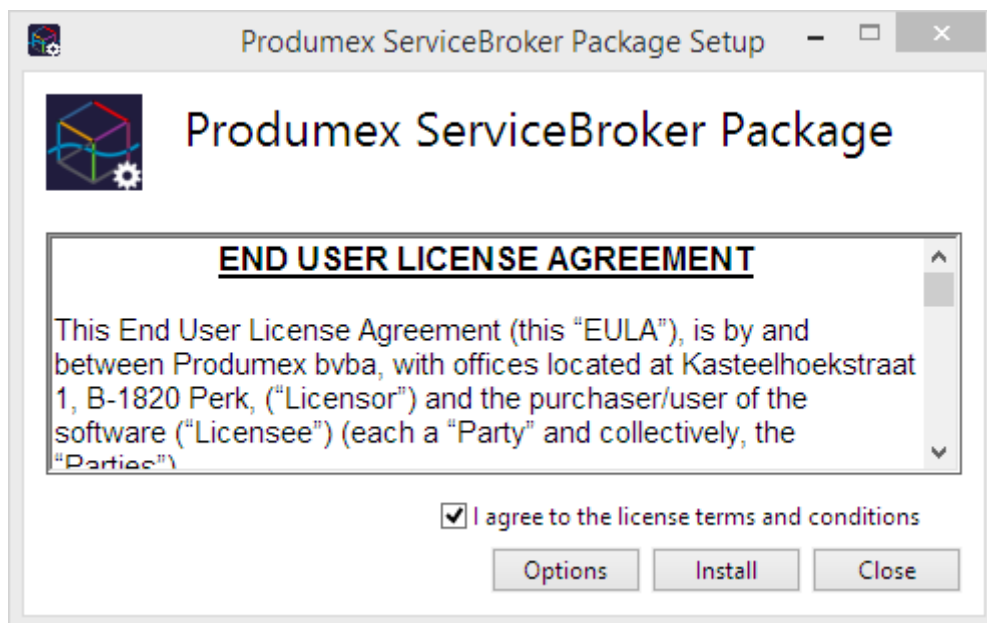 Produmex ServiceBroker Package Setup
Produmex ServiceBroker Package
END USER LICENSE AGREEMENT
This End User License Agreement (this “EULA”), is by and
between Produmex bvba, with offices located at Kasteelhoekstraat
1, B-1820 Perk, (“Licensor”) and the purchaser/user of the
software (“Licensee”) (each a “Party” and collectively, the
“Parties”)
I agree to the license terms and conditions
Options Install Close